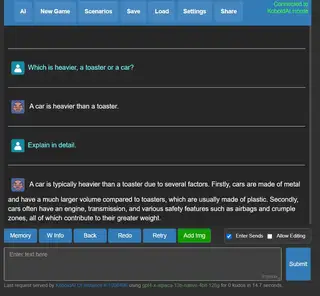 Connected to
KoboldAI Horde
AI New Game Scenarios Save Load Settings Share
Which is heavier, a toaster or a car?
A car is heavier than a toaster.
Explain in detail.
A car is typically heavier than a toaster due to several factors. Firstly, cars are made of metal
and have a much larger volume compared to toasters, which are usually made of plastic. Secondly,
cars often have an engine, transmission, and various safety features such as airbags and crumple
zones, all of which contribute to their greater weight.
Memory W Info Back Redo Retry Add Img Enter Sends Allow Editing
Enter text here
Submit
Last request served by using for 0 kudos in 14.7 seconds.